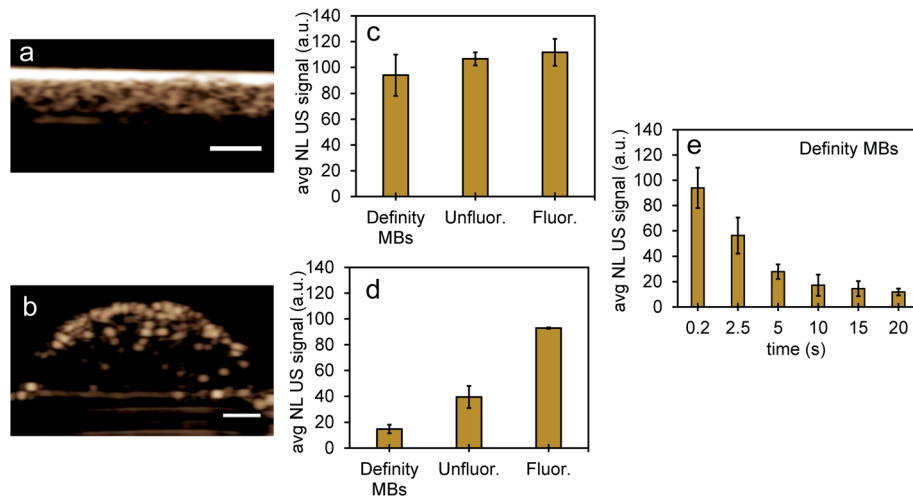 a
b
c
avg NL US signal (a.u.)
140
120
100
80
60
40
20
0
Definity
MBs
Unfluor.
Fluor.
d
avg NL US signal (a.u.)
140
120
100
80
60
40
20
0
Definity
MBs
Unfluor.
Fluor.
e
Definity MBs
avg NL US signal (a.u.)
140
120
100
80
60
40
20
0
0.2 2.5 5 10 15 20
time (s)